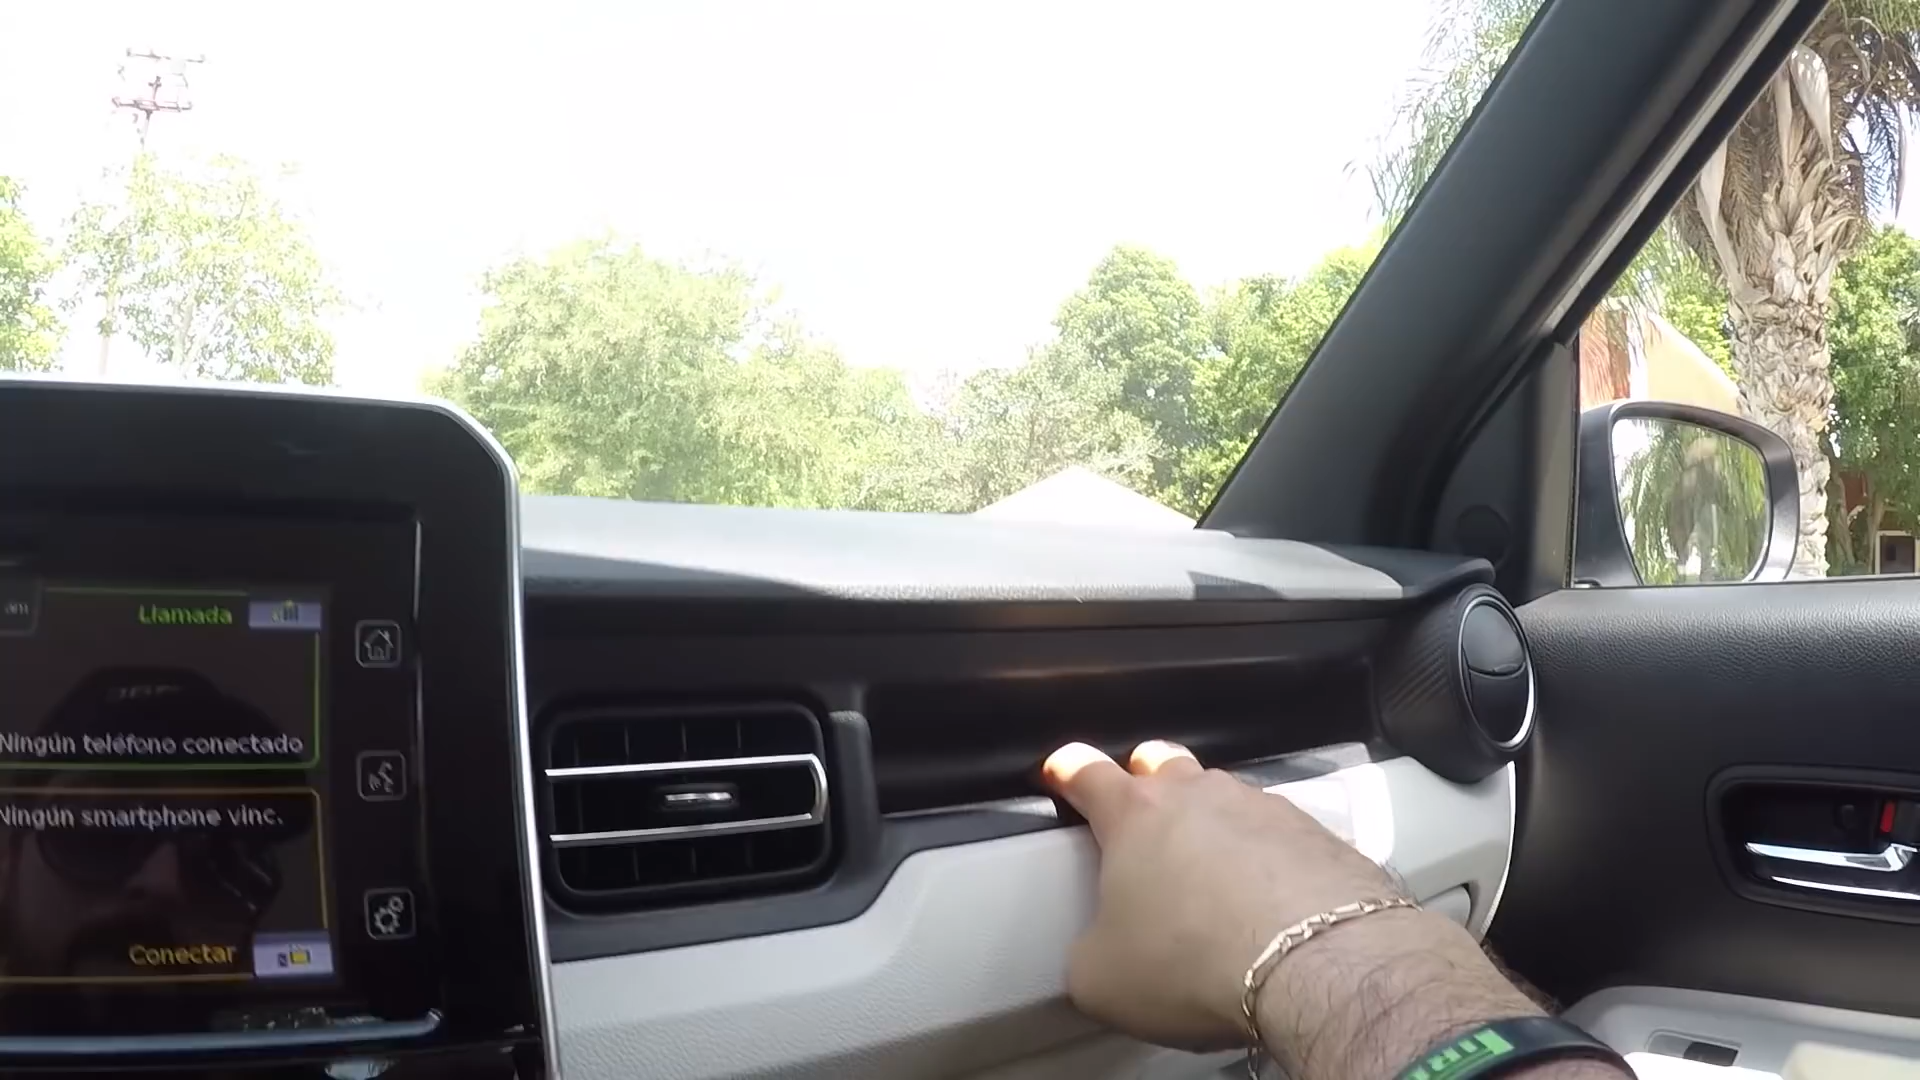 Llamada
Ningún teléfono conectado
Ningún smartphone vinc.
Conectar